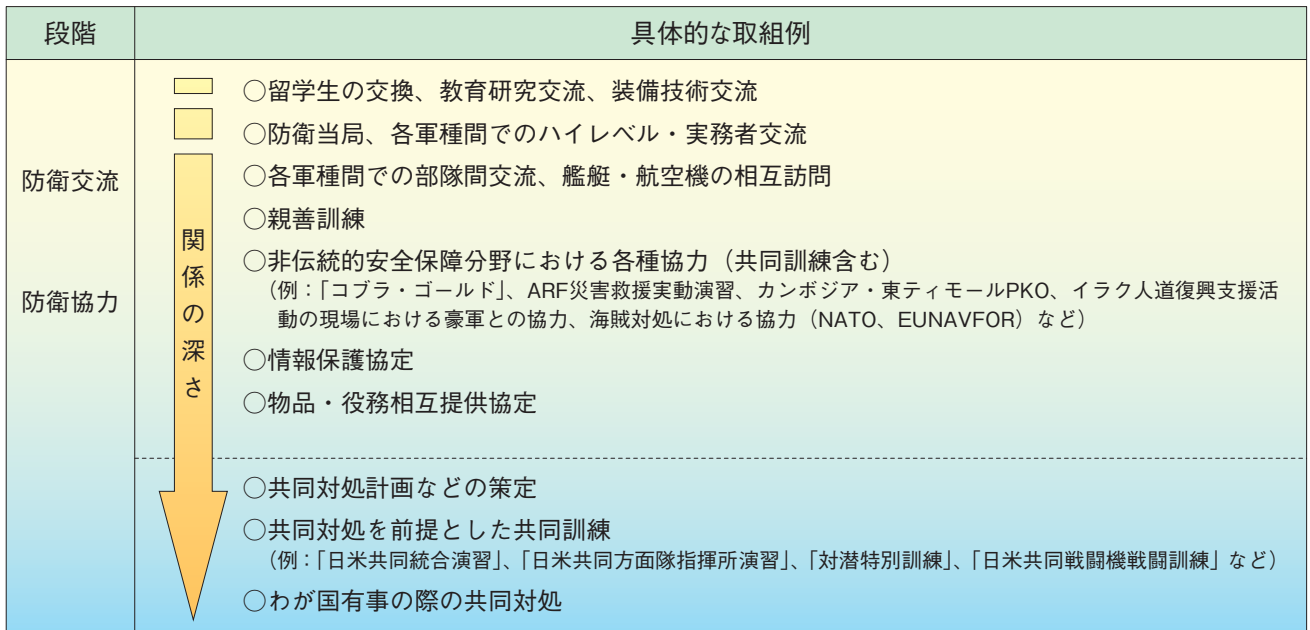 段階
具体的な取組例
防衛交流
防衛協力
関係の深さ
○留学生の交換、教育研究交流、装備技術交流
○防衛当局、各軍種間でのハイレベル・実務者交流
○各軍種間での部隊間交流、艦艇・航空機の相互訪問
○親善訓練
○非伝統的安全保障分野における各種協力（共同訓練含む）
（例：「コブラ・ゴールド」、ARF災害救援実動演習、カンボジア・東ティモールPKO、イラク人道復興支援活
動の現場における豪軍との協力、海賊対処における協力（NATO、EUNAVFOR）など）
○情報保護協定
○物品・役務相互提供協定
○共同対処計画などの策定
○共同対処を前提とした共同訓練
（例：「日米共同統合演習」、「日米共同方面隊指揮所演習」、「対潜特別訓練」、「日米共同戦闘機戦闘訓練」など）
○わが国有事の際の共同対処